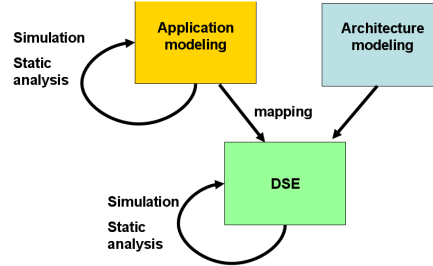 Simulation
Static
analysis
Application
modeling
Architecture
modeling
mapping
DSE
Simulation
Static
analysis